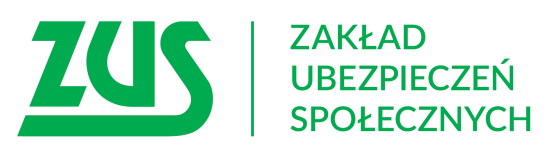 ZUS
ZAKŁAD
UBEZPIECZEŃ
SPOŁECZNYCH